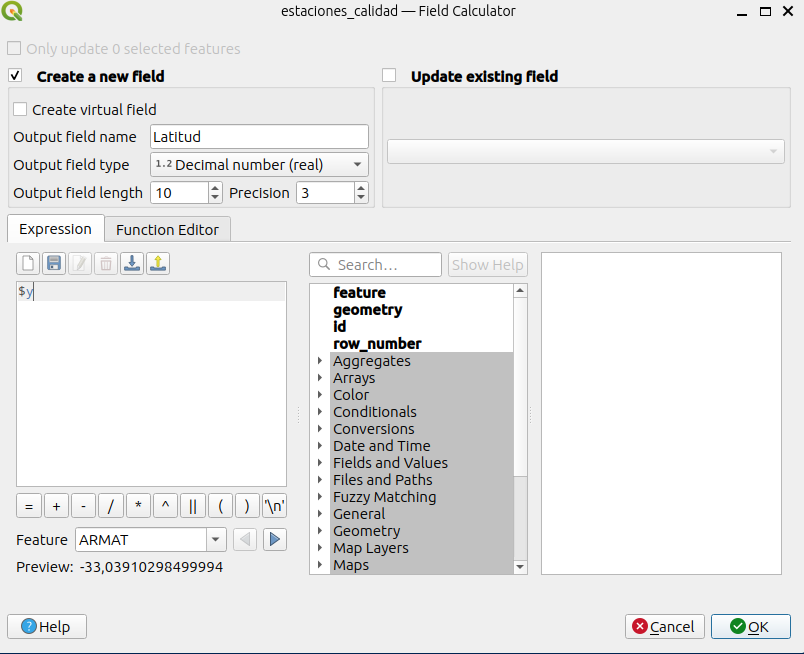 estaciones_calidad — Field Calculator
Only update 0 selected features
Create a new field
Update existing field
Create virtual field
Output field name Latitud
Output field type 1.2 Decimal number (real)
Output field length 10 Precision 3
Expression Function Editor
Search... Show Help
$y
feature
geometry
id
row_number
Aggregates
Arrays
Color
Conditionals
Conversions
Date and Time
Fields and Values
Files and Paths
Fuzzy Matching
General
Geometry
Map Layers
Maps
= + - / * ^ || ( ) '\n'
Feature ARMAT
Preview: -33,03910298499994
Help Cancel OK